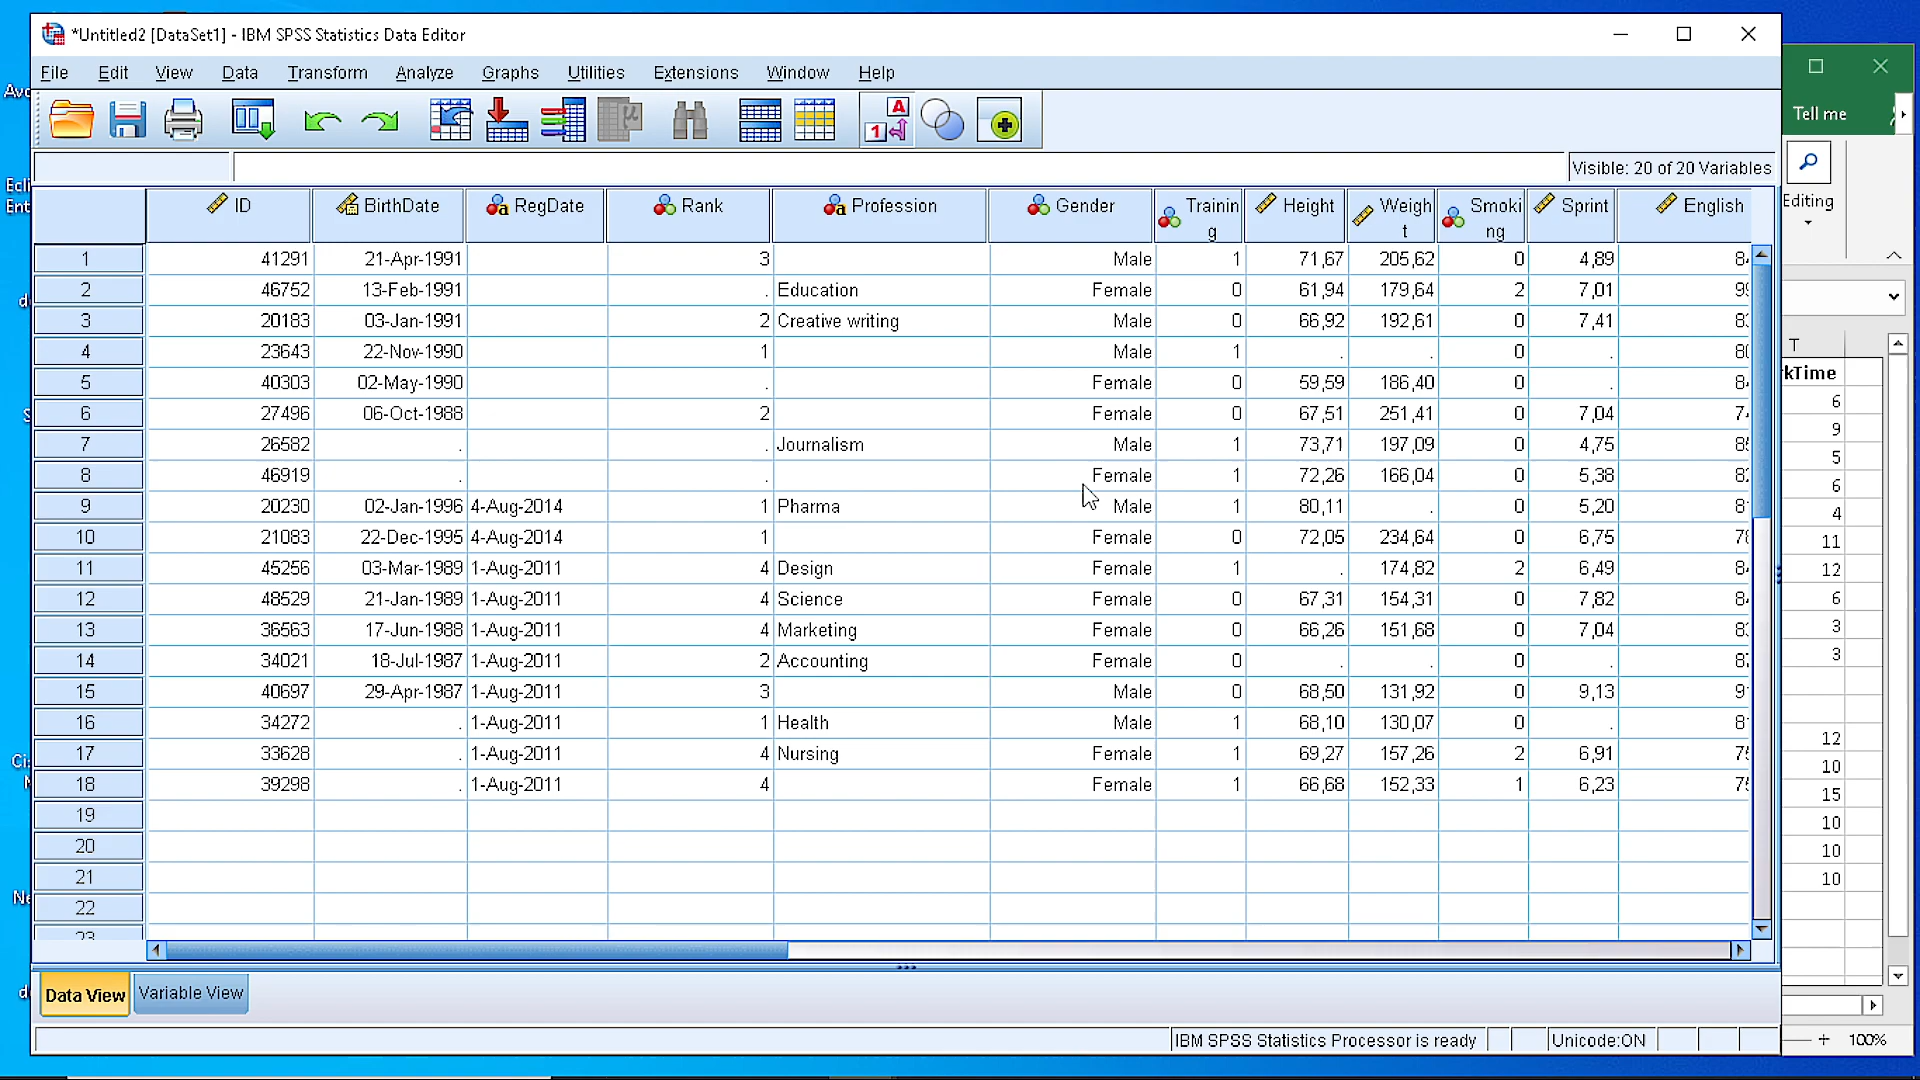 *Untitled2 [DataSet1] - IBM SPSS Statistics Data Editor
File Edit View Data Transform Analyze Graphs Utilities Extensions Window Help
Tell me
Editing
Visible: 20 of 20 Variables
ID BirthDate RegDate Rank Profession Gender Trainin g Height Weigh t Smoki ng Sprint English
1 41291 21-Apr-1991 3 Male 1 71,67 205,62 0 4,89
2 46752 13-Feb-1991 . Education Female 0 61,94 179,64 2 7,01
3 20183 03-Jan-1991 2 Creative writing Male 0 66,92 192,61 0 7,41
4 23643 22-Nov-1990 1 Male 1 . . 0 .
5 40303 02-May-1990 . Female 0 59,59 186,40 0 .
6 27496 06-Oct-1988 2 Female 0 67,51 251,41 0 7,04
7 26582 . . Journalism Male 1 73,71 197,09 0 4,75
8 46919 . . Female 1 72,26 166,04 0 5,38
9 20230 02-Jan-1996 4-Aug-2014 1 Pharma Male 1 80,11 . 0 5,20
10 21083 22-Dec-1995 4-Aug-2014 1 Female 0 72,05 234,64 0 6,75
11 45256 03-Mar-1989 1-Aug-2011 4 Design Female 1 . 174,82 2 6,49
12 48529 21-Jan-1989 1-Aug-2011 4 Science Female 0 67,31 154,31 0 7,82
13 36563 17-Jun-1988 1-Aug-2011 4 Marketing Female 0 66,26 151,68 0 7,04
14 34021 18-Jul-1987 1-Aug-2011 2 Accounting Female 0 . . 0 .
15 40697 29-Apr-1987 1-Aug-2011 3 Male 0 68,50 131,92 0 9,13
16 34272 . 1-Aug-2011 1 Health Male 1 68,10 130,07 0 .
17 33628 . 1-Aug-2011 4 Nursing Female 1 69,27 157,26 2 6,91
18 39298 . 1-Aug-2011 4 Female 1 66,68 152,33 1 6,23
19
20
21
22
23
T
kTime
6
9
5
6
4
11
12
6
3
3
12
10
15
10
10
10
Data View Variable View
IBM SPSS Statistics Processor is ready Unicode:ON
100%